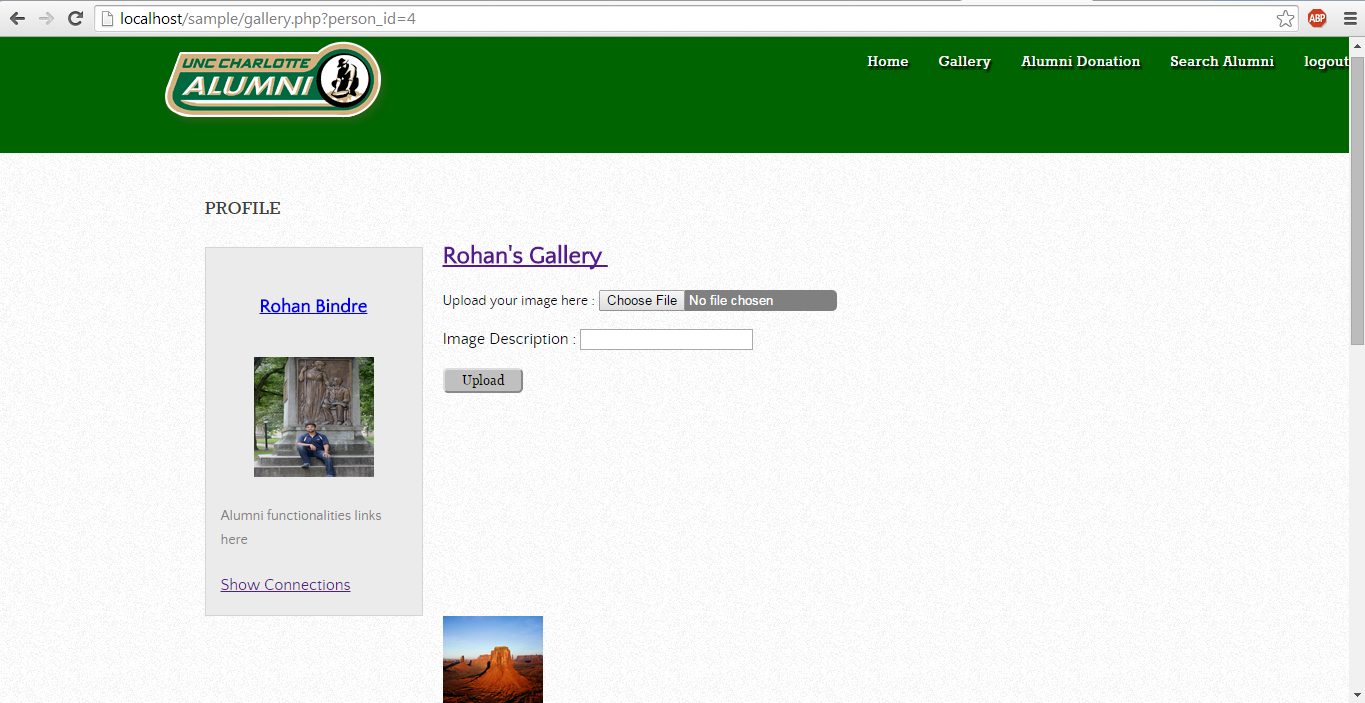 localhost/sample/gallery.php?person_id=4
ABP
UNC CHARLOTTE
ALUMNI
Home Gallery Alumni Donation Search Alumni logout
PROFILE
Rohan Bindre
Alumni functionalities links
here
Show Connections
Rohan's Gallery
Upload your image here : Choose File No file chosen
Image Description :
Upload